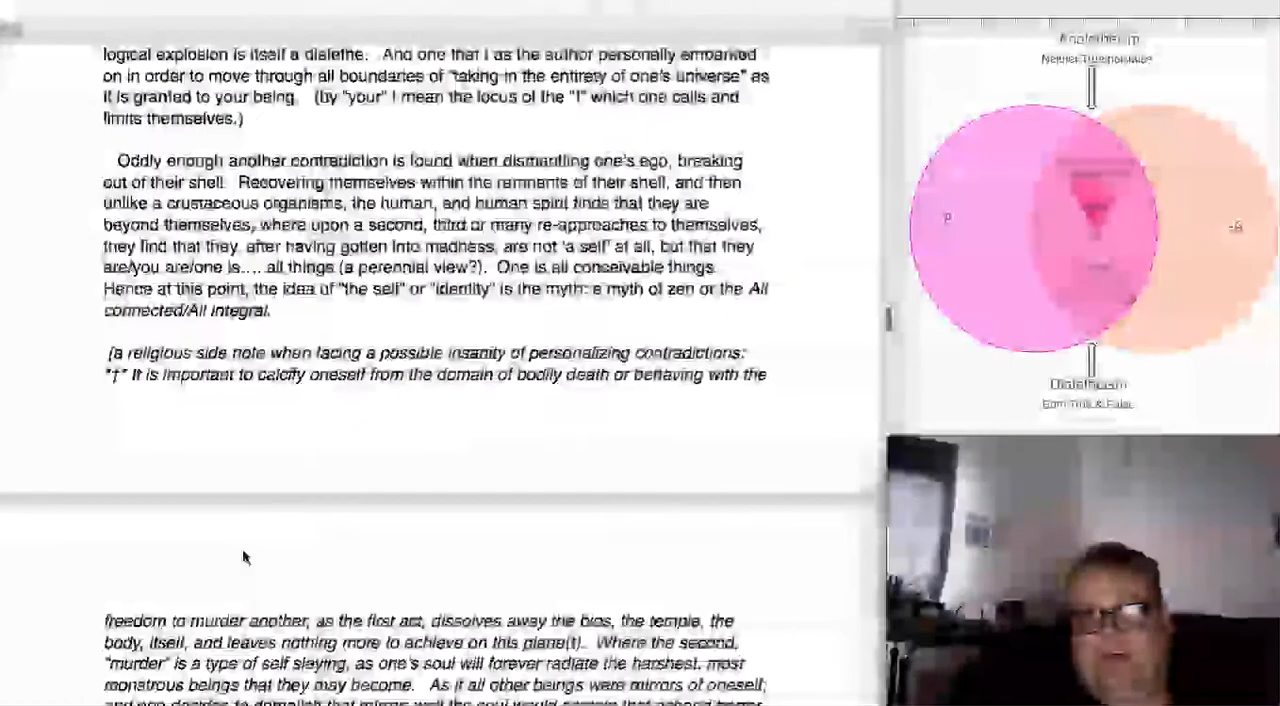 logical explosion is itself a dialethe. And one that I as the author personally embarked
on in order to move through all boundaries of "taking-in the entirety of one's universe" as
it is granted to your being. (by "your" I mean the locus of the "I" which one calls and
limits themselves.)
Oddly enough another contradiction is found when dismantling one's ego, breaking
out of their shell. Recovering themselves within the remnants of their shell, and then
unlike a crustaceous organisms, the human, and human spirit finds that they are
beyond themselves, where upon a second, third or many re-approaches to themselves,
they find that they, after having gotten into madness, are not 'a self' at all, but that they
are/you are/one is.... all things (a perennial view?). One is all conceivable things.
Hence at this point, the idea of "the self" or "identity" is the myth: a myth of zen or the All
connected/All integral.
(a religious side note when facing a possible insanity of personalizing contradictions:
"†" It is important to calcify oneself from the domain of bodily death or behaving with the
freedom to murder another, as the first act, dissolves away the bios, the temple, the
body, itself, and leaves nothing more to achieve on this plane(t). Where the second,
"murder" is a type of self slaying, as one's soul will forever radiate the harshest, most
monstrous beings that they may become. As if all other beings were mirrors of oneself;
Dialetheism
Both True & False